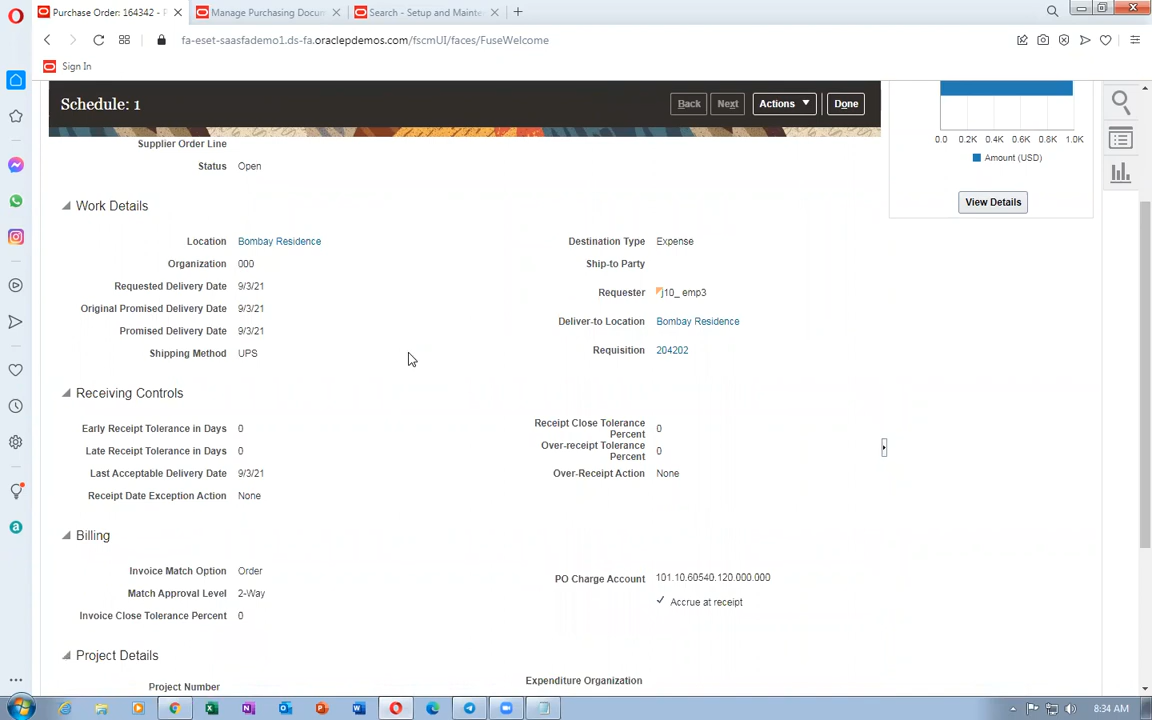 Purchase Order: 164342 - P
Manage Purchasing Docum
Search - Setup and Mainte
fa-eset-saasfademo1.ds-fa.oraclepdemos.com/fscmUI/faces/FuseWelcome
Sign In
Schedule: 1
Back
Next
Actions
Done
0.0 0.2K 0.4K 0.6K 0.8K 1.0K
Amount (USD)
View Details
Supplier Order Line
Status Open
Work Details
Location Bombay Residence
Destination Type Expense
Organization 000
Ship-to Party
Requested Delivery Date 9/3/21
Requester j10_ emp3
Original Promised Delivery Date 9/3/21
Deliver-to Location Bombay Residence
Promised Delivery Date 9/3/21
Requisition 204202
Shipping Method UPS
Receiving Controls
Early Receipt Tolerance in Days 0
Receipt Close Tolerance
Percent 0
Late Receipt Tolerance in Days 0
Over-receipt Tolerance
Percent 0
Last Acceptable Delivery Date 9/3/21
Over-Receipt Action None
Receipt Date Exception Action None
Billing
Invoice Match Option Order
PO Charge Account 101.10.60540.120.000.000
Match Approval Level 2-Way
Accrue at receipt
Invoice Close Tolerance Percent 0
Project Details
Project Number
Expenditure Organization
8:34 AM